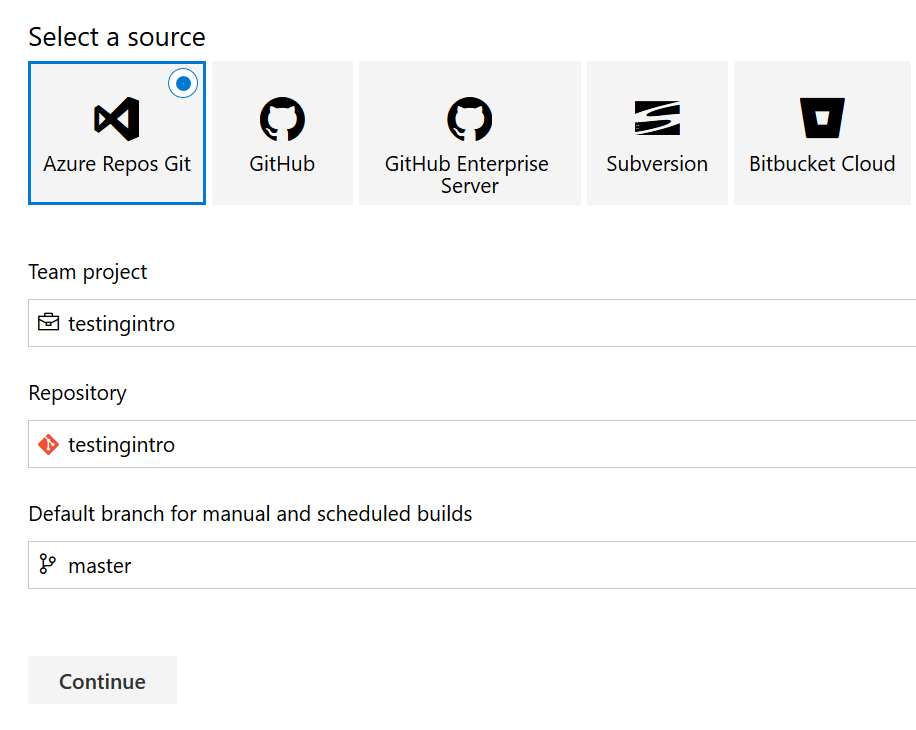 Select a source
Azure Repos Git
GitHub
GitHub Enterprise
Server
Subversion
Bitbucket Cloud
Team project
testingintro
Repository
testingintro
Default branch for manual and scheduled builds
master
Continue